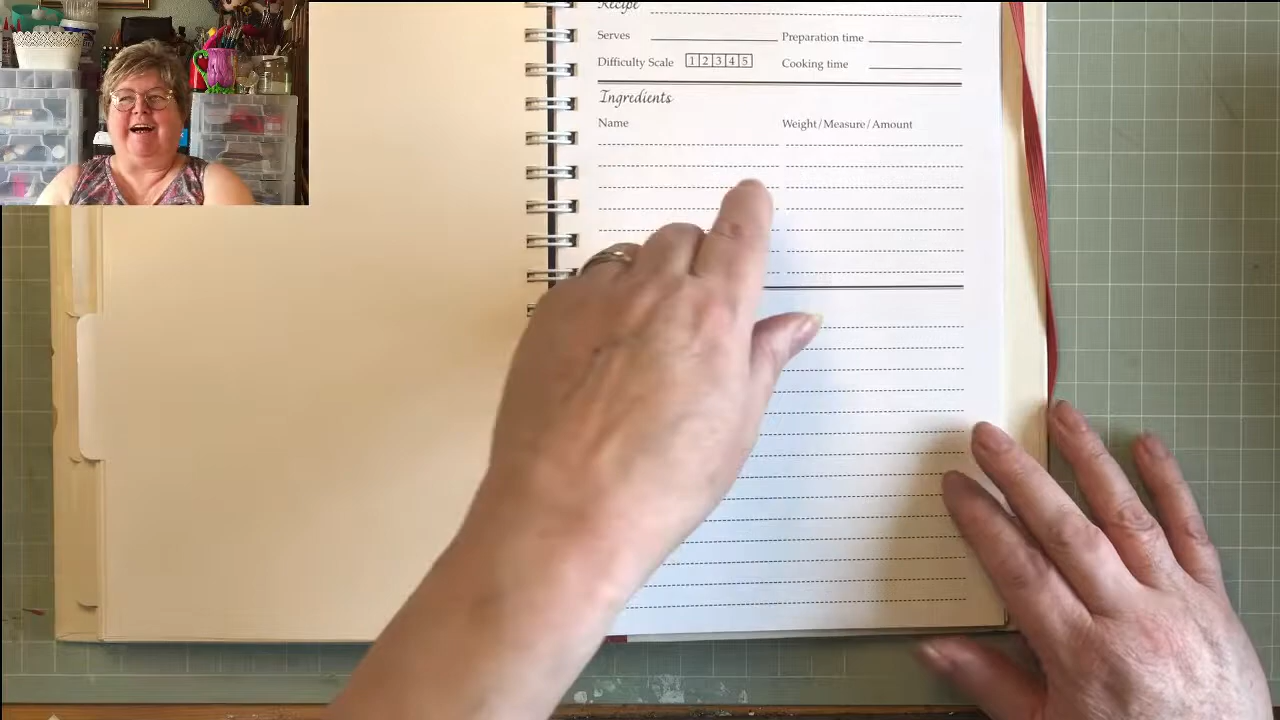 Recipe
Serves Preparation time
Difficulty Scale 1 2 3 4 5 Cooking time
Ingredients
Name Weight/Measure/Amount